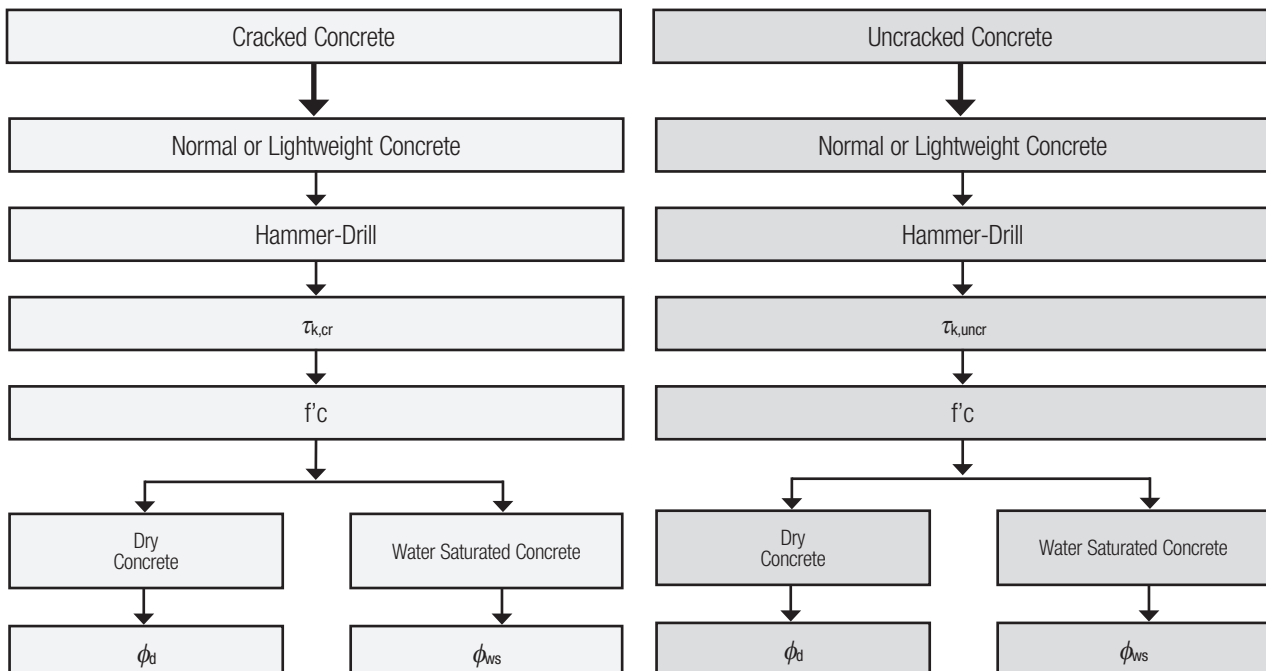 Cracked Concrete
Normal or Lightweight Concrete
Hammer-Drill
τk,cr
f'c
Dry
Concrete
Water Saturated Concrete
ϕd
ϕws
Uncracked Concrete
Normal or Lightweight Concrete
Hammer-Drill
τk,uncr
f'c
Dry
Concrete
Water Saturated Concrete
ϕd
ϕws